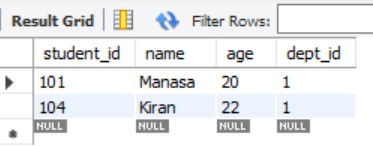 Result Grid Filter Rows:
student_id name age dept_id
101 Manasa 20 1
104 Kiran 22 1
NULL NULL NULL NULL